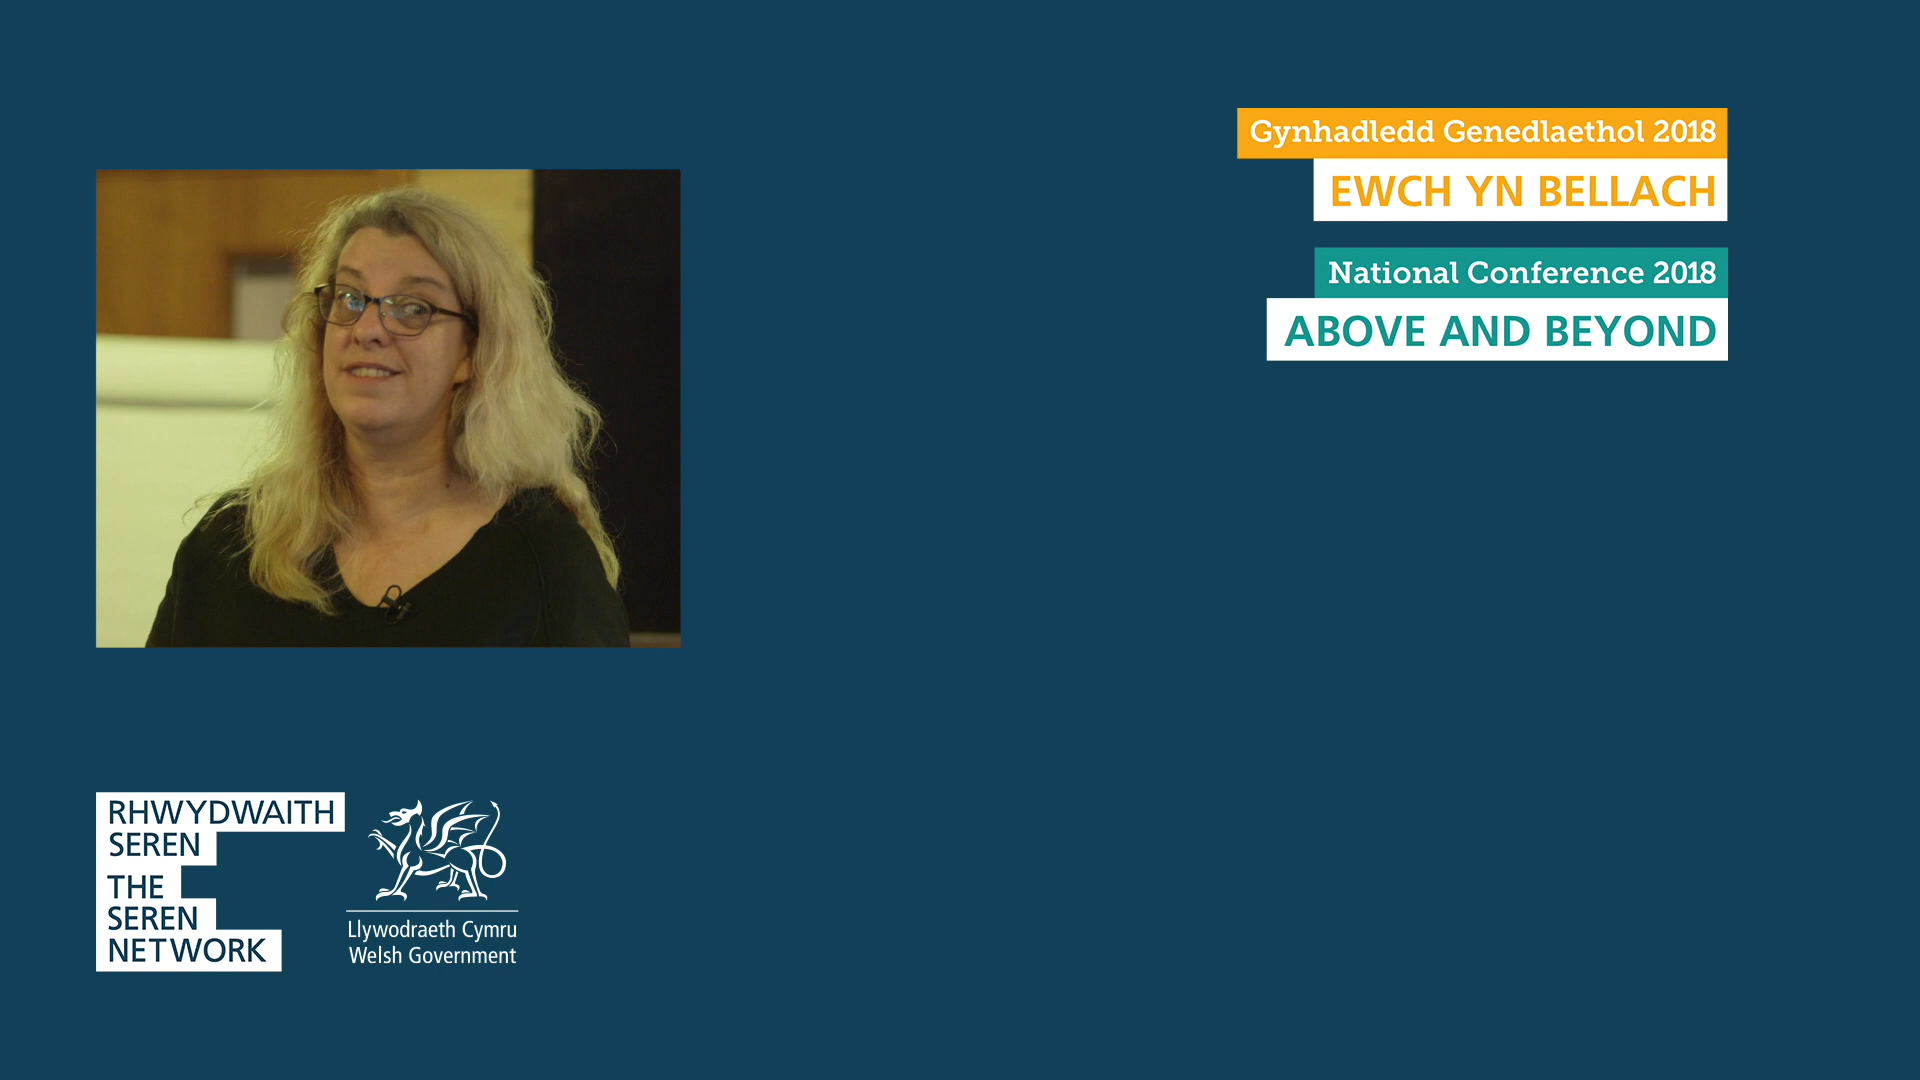 Gynhadledd Genedlaethol 2018
EWCH YN BELLACH
National Conference 2018
ABOVE AND BEYOND
RHWYDWAITH
SEREN
THE
SEREN
NETWORK
Llywodraeth Cymru
Welsh Government